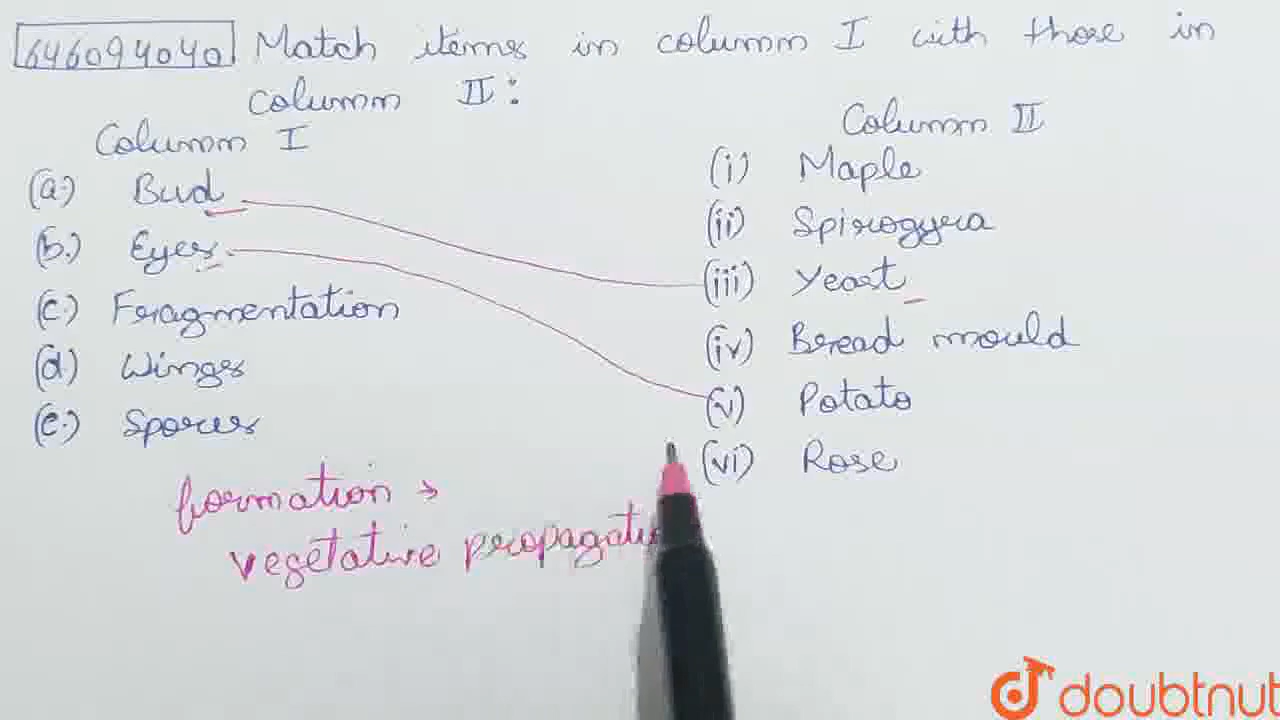 646094040 Match items in column I with those in
column II:
Column I
Column II
(a.) Bud
(b.) Eyes
(c.) Fragmentation
(d.) Wings
(e.) Spores
(i) Maple
(ii) Spirogyra
(iii) Yeast
(iv) Bread mould
(v) Potato
(vi) Rose
formation →
vegetative
doubtnut